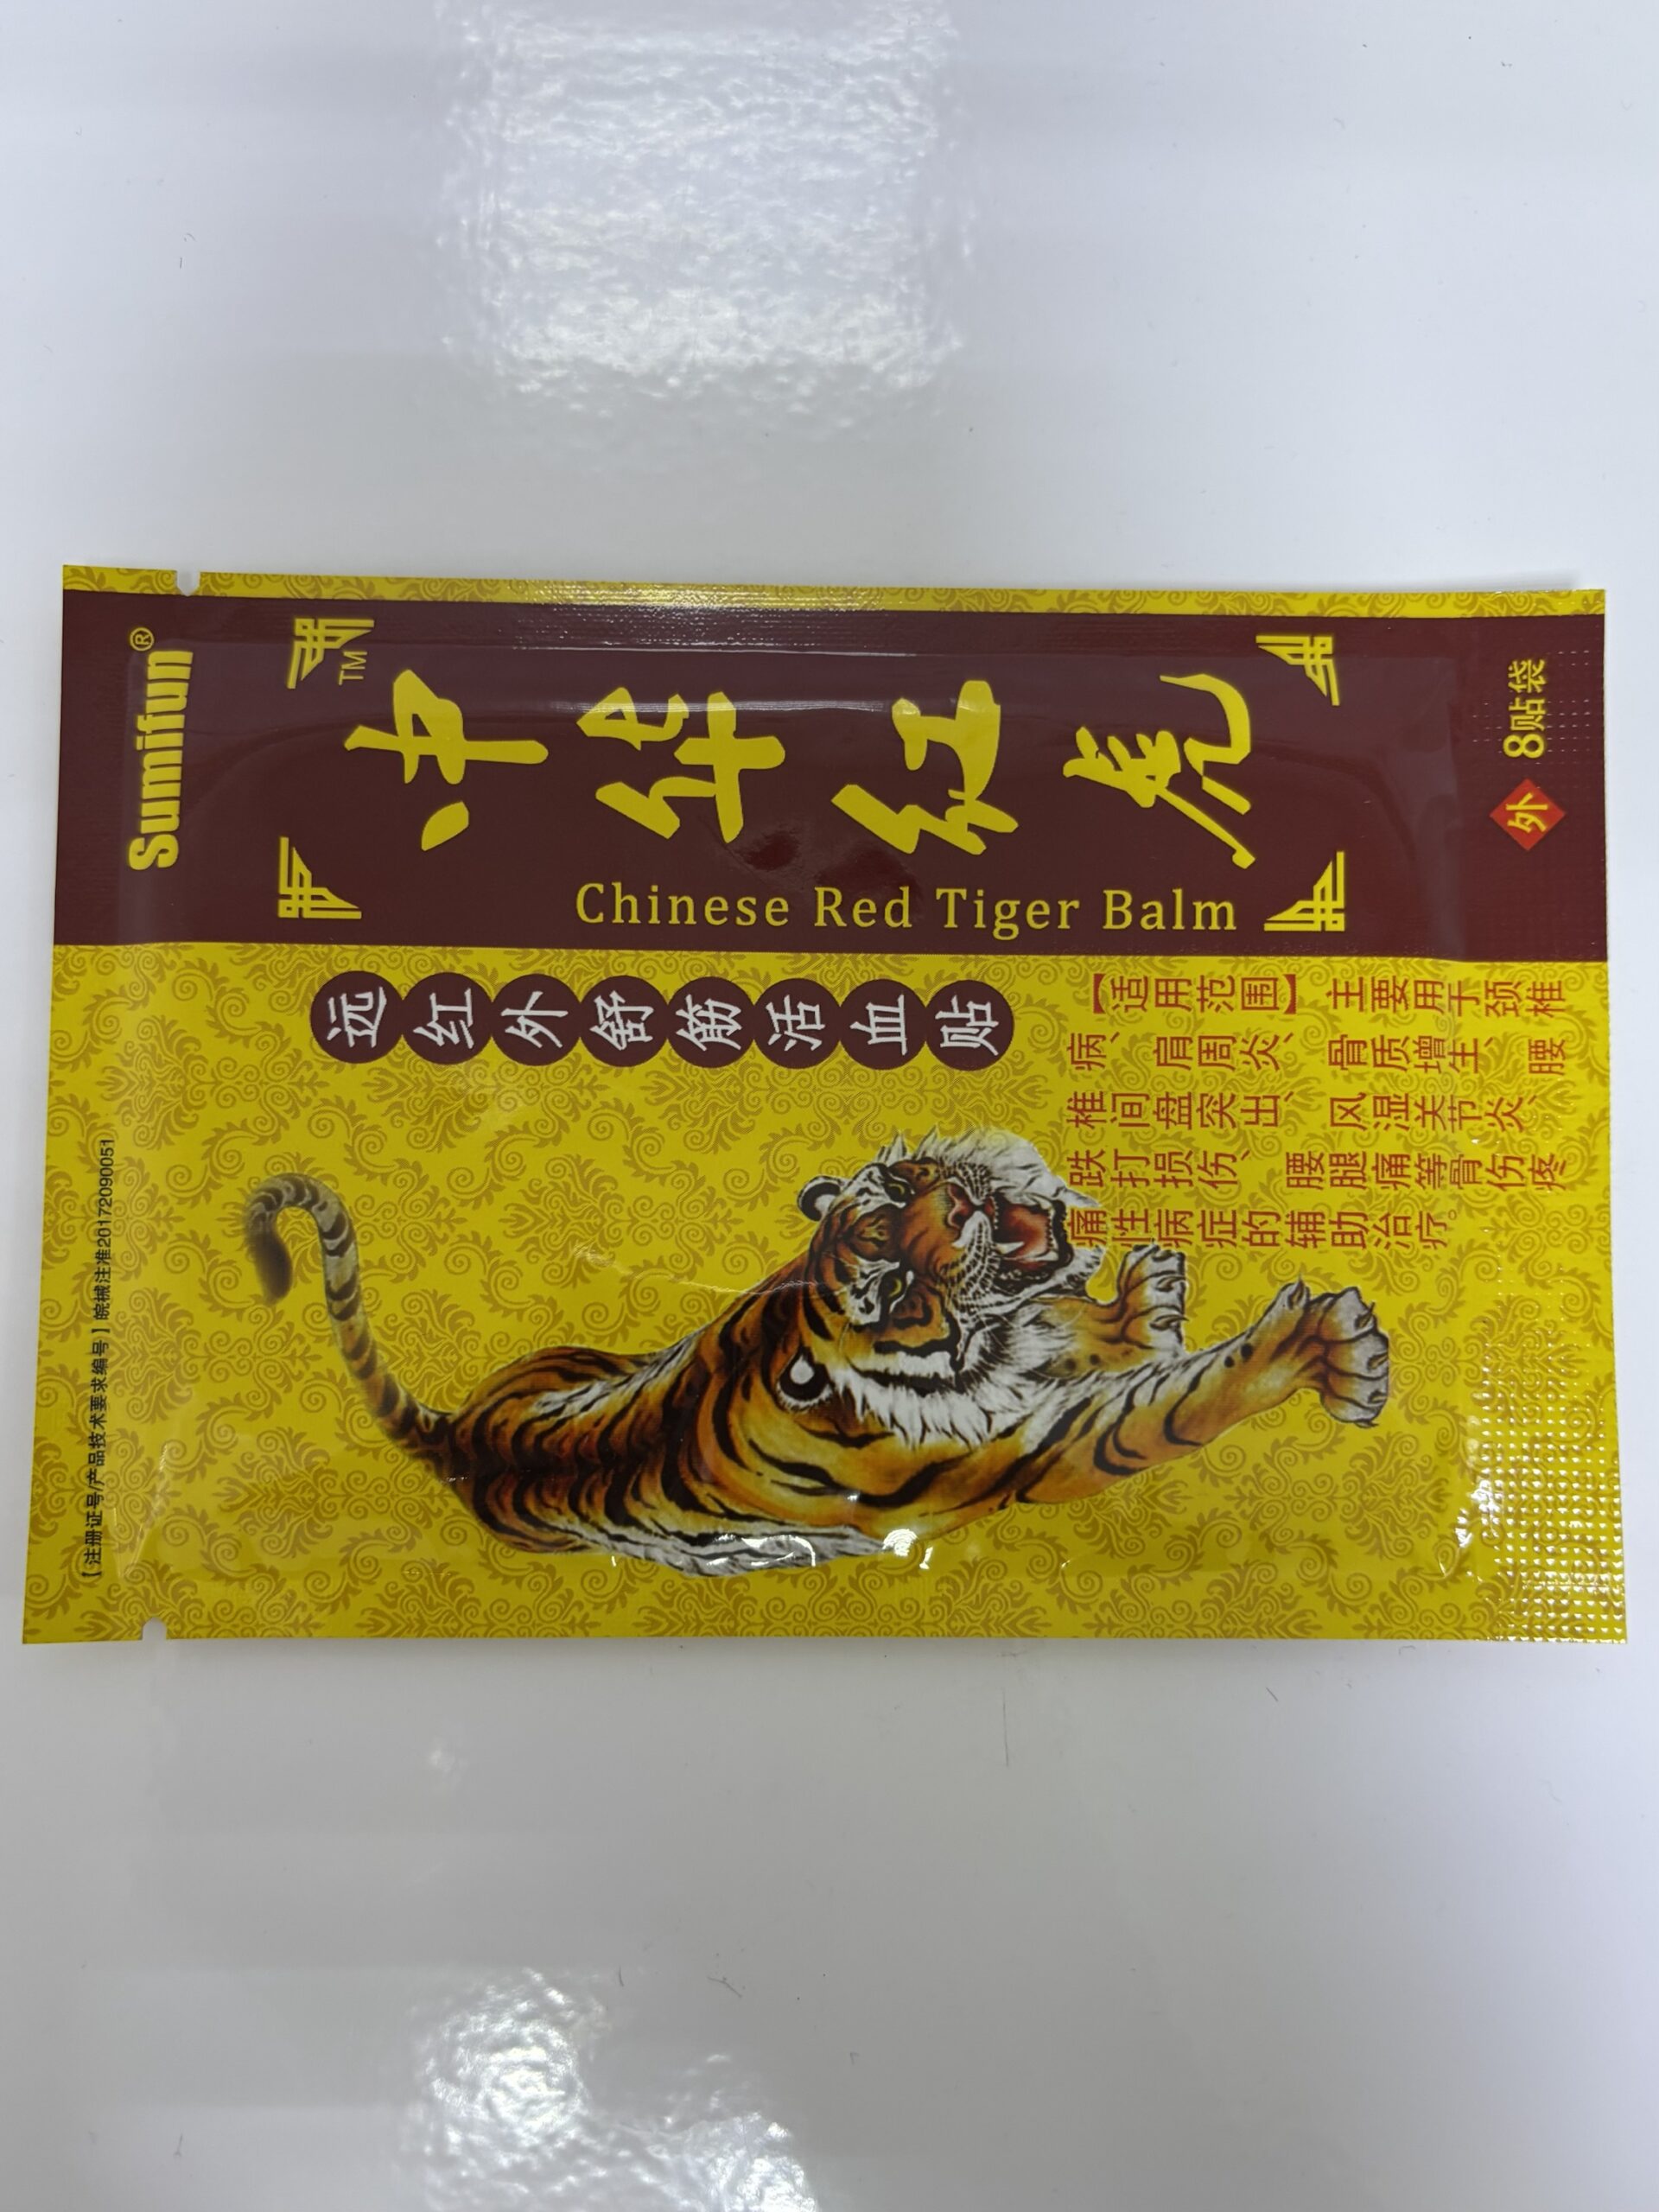 Sumifun®
TM
中华红虎
Chinese Red Tiger Balm
外 8贴袋
远红外舒筋活血贴
【适用范围】 主要用于颈椎
病、肩周炎、骨质增生、腰
椎间盘突出、风湿关节炎、
跌打损伤、腰腿痛等骨伤疼
痛性病症的辅助治疗。
【注册证号/产品技术要求编号】皖械注准20172090051